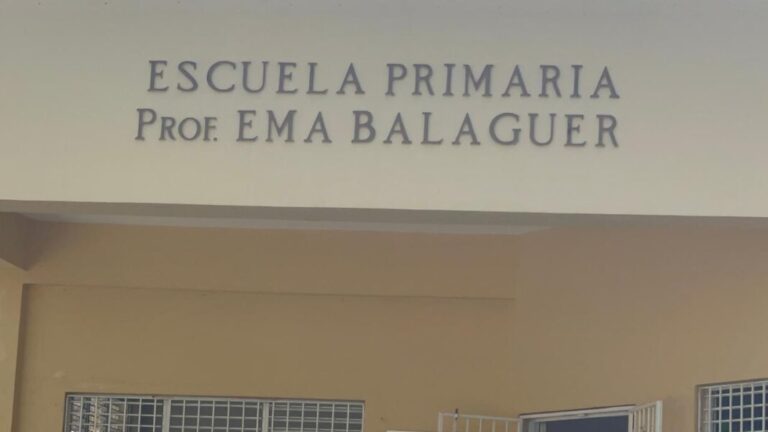 ESCUELA PRIMARIA
PROF. EMA BALAGUER